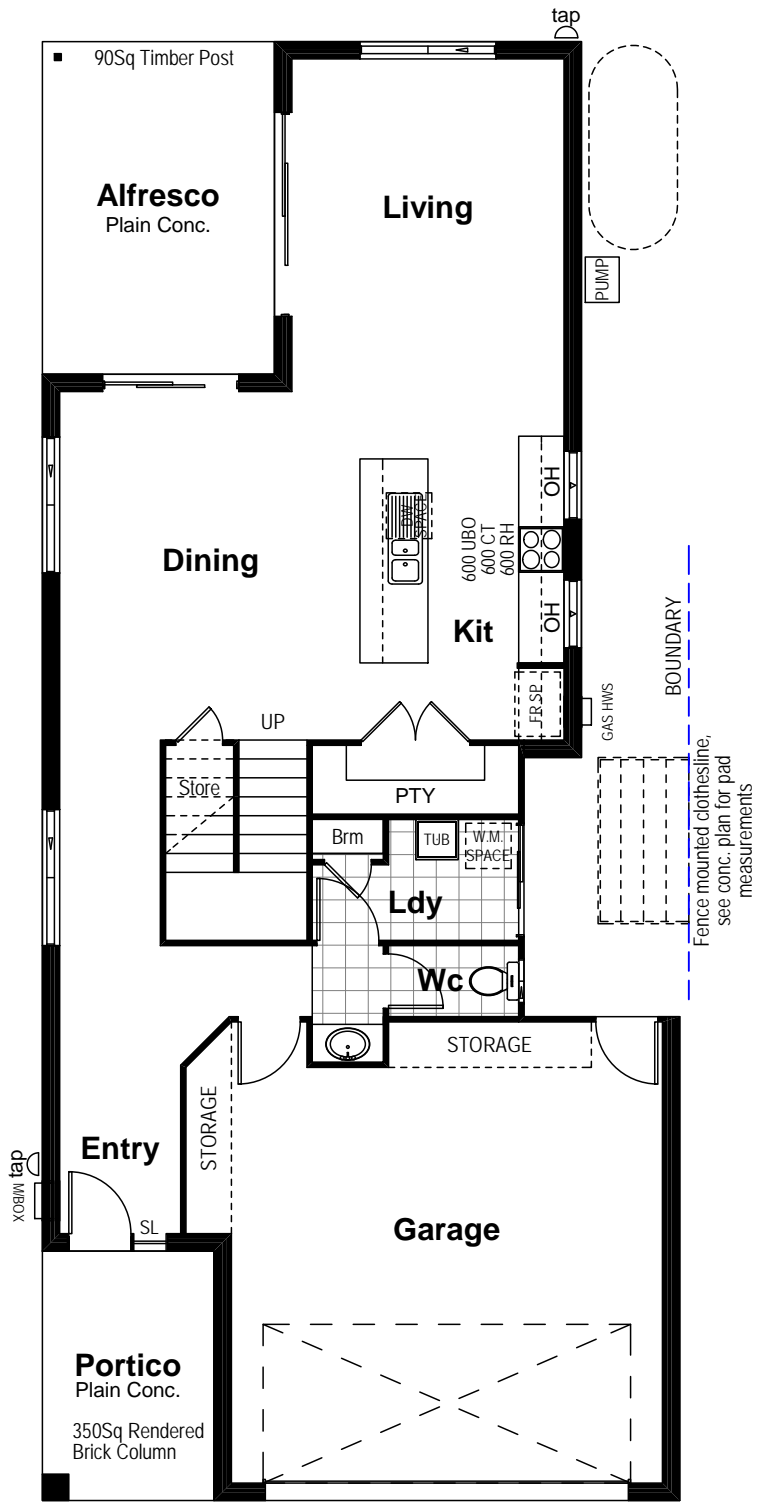 tap
90Sq Timber Post
Alfresco
Plain Conc.
Living
PUMP
OH
DW
SPACE
600 UBO
600 CT
600 RH
Dining
Kit
OH
BOUNDARY
FR SP
GAS HWS
UP
Store
PTY
Fence mounted clothesline,
see conc. plan for pad
measurements
Brm
TUB
W.M.
SPACE
Ldy
Wc
STORAGE
STORAGE
Entry
tap
M/BOX
SL
Garage
Portico
Plain Conc.
350Sq Rendered
Brick Column